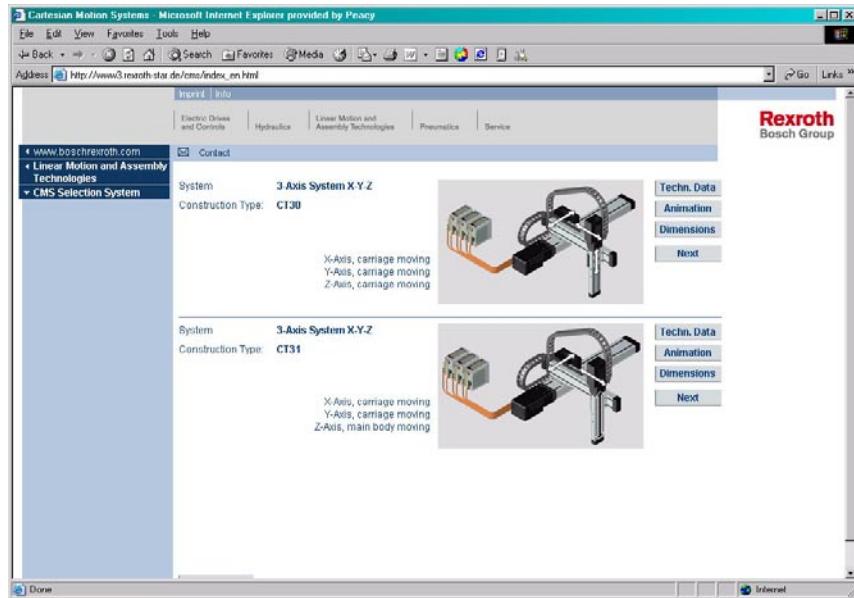 Cartesian Motion Systems - Microsoft Internet Explorer provided by Peacy
File Edit View Favorites Tools Help
Back Search Favorites Media
Address http://www3.rexroth-star.de/cms/index_en.html Go Links »
Imprint | Info
Electric Drives and Controls
Hydraulics
Linear Motion and Assembly Technologies
Pneumatics
Service
Rexroth
Bosch Group
www.boschrexroth.com
Linear Motion and Assembly
Technologies
CMS Selection System
Contact
System 3-Axis System X-Y-Z
Construction Type: CT30
X-Axis, carriage moving
Y-Axis, carriage moving
Z-Axis, carriage moving
Techn. Data
Animation
Dimensions
Next
System 3-Axis System X-Y-Z
Construction Type: CT31
X-Axis, carriage moving
Y-Axis, carriage moving
Z-Axis, main body moving
Techn. Data
Animation
Dimensions
Next
Done Internet